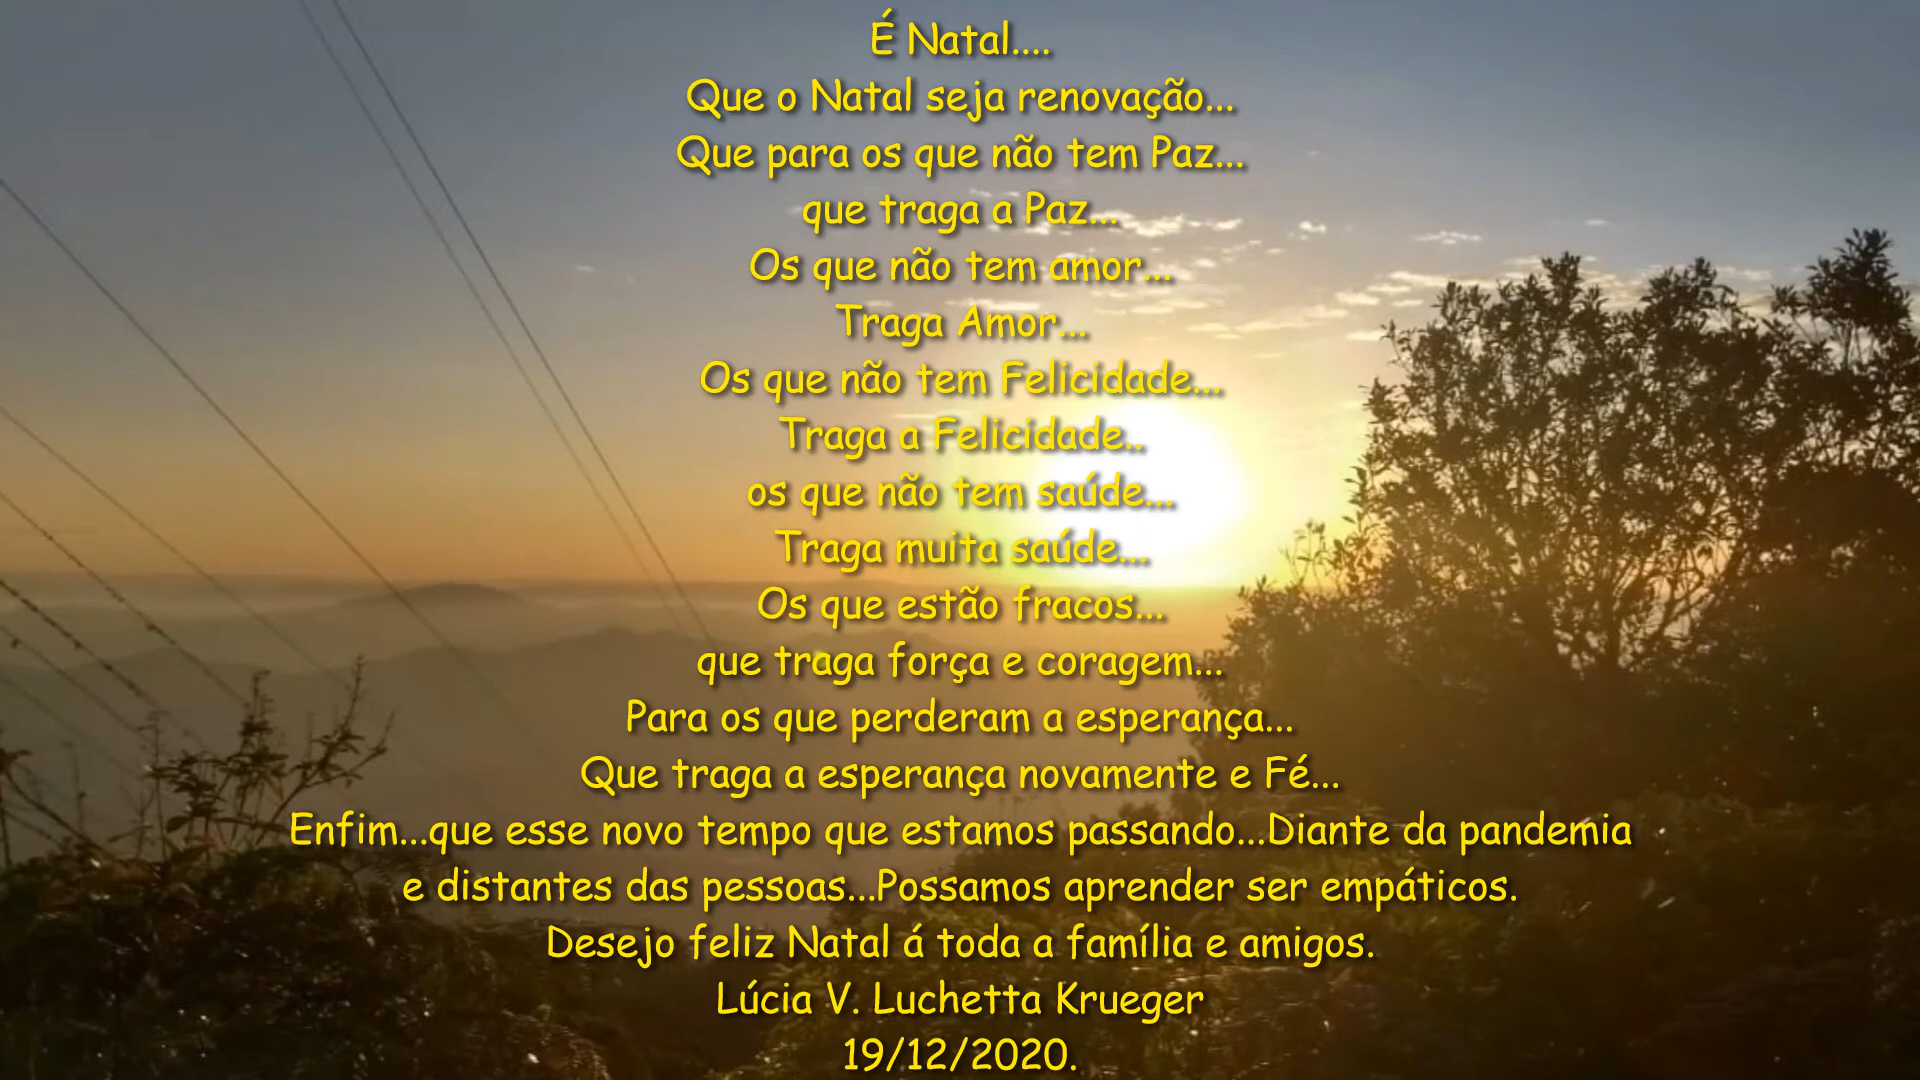 É Natal....
Que o Natal seja renovação...
Que para os que não tem Paz...
que traga a Paz...
Os que não tem amor...
Traga Amor...
Os que não tem Felicidade...
Traga a Felicidade..
os que não tem saúde...
Traga muita saúde...
Os que estão fracos...
que traga força e coragem...
Para os que perderam a esperança...
Que traga a esperança novamente e Fé...
Enfim...que esse novo tempo que estamos passando...Diante da pandemia
e distantes das pessoas...Possamos aprender ser empáticos.
Desejo feliz Natal á toda a família e amigos.
Lúcia V. Luchetta Krueger
19/12/2020.